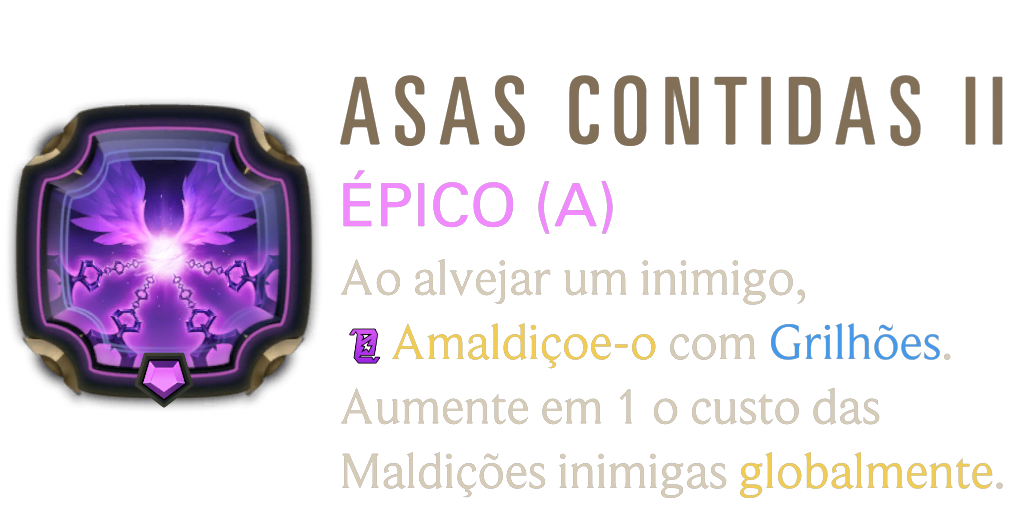 ASAS CONTIDAS II
ÉPICO (A)
Ao alvejar um inimigo,
Amaldiçoe-o com Grilhões.
Aumente em 1 o custo das
Maldições inimigas globalmente.